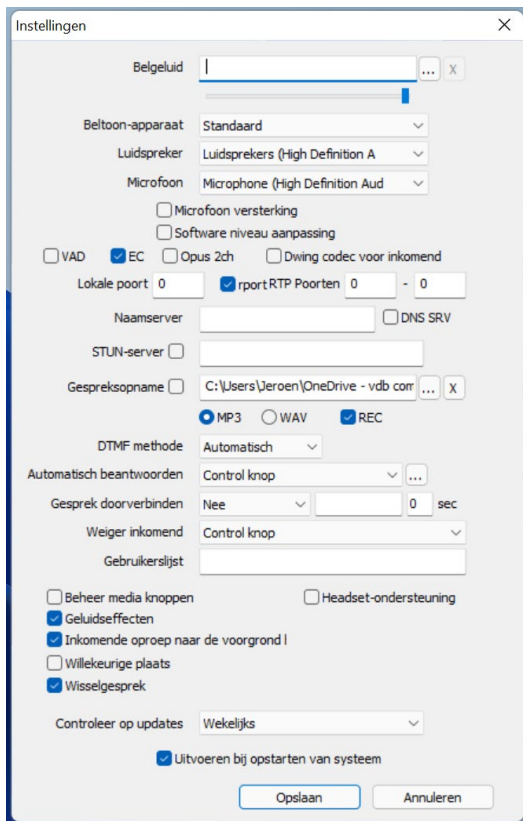 Instellingen
Belgeluid ... x
Beltoon-apparaat Standaard
Luidspreker Luidsprekers (High Definition A
Microfoon Microphone (High Definition Aud
Microfoon versterking
Software niveau aanpassing
VAD EC Opus 2ch Dwing codec voor inkomend
Lokale poort 0 rport RTP Poorten 0 - 0
Naamserver DNS SRV
STUN-server
Gespreksopname C:\Users\Jeroen\OneDrive - vdb com ... x
MP3 WAV REC
DTMF methode Automatisch
Automatisch beantwoorden Control knop ...
Gesprek doorverbinden Nee 0 sec
Weiger inkomend Control knop
Gebruikerslijst
Beheer media knoppen Headset-ondersteuning
Geluidseffecten
Inkomende oproep naar de voorgrond l
Willekeurige plaats
Wisselgesprek
Controleer op updates Wekelijks
Uitvoeren bij opstarten van systeem
Opslaan Annuleren